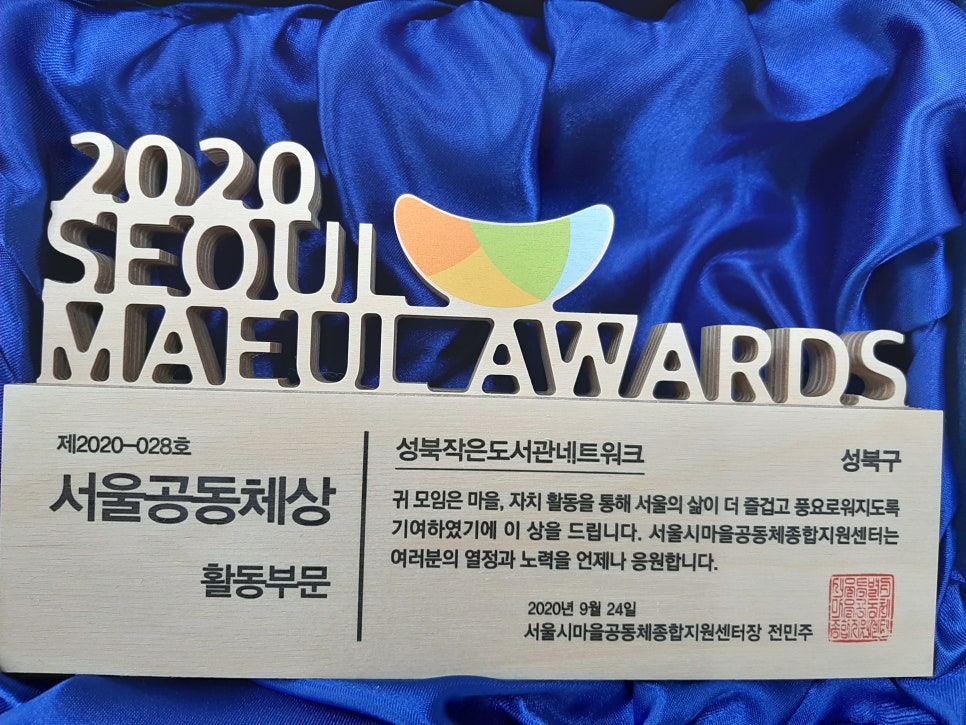 2020
SEOUL
MAEUL AWARDS
제2020-028호
서울공동체상
활동부문
성북작은도서관네트워크
성북구
귀 모임은 마을, 자치 활동을 통해 서울의 삶이 더 즐겁고 풍요로워지도록
기여하였기에 이 상을 드립니다. 서울시마을공동체종합지원센터는
여러분의 열정과 노력을 언제나 응원합니다.
2020년 9월 24일
서울시마을공동체종합지원센터장 전민주